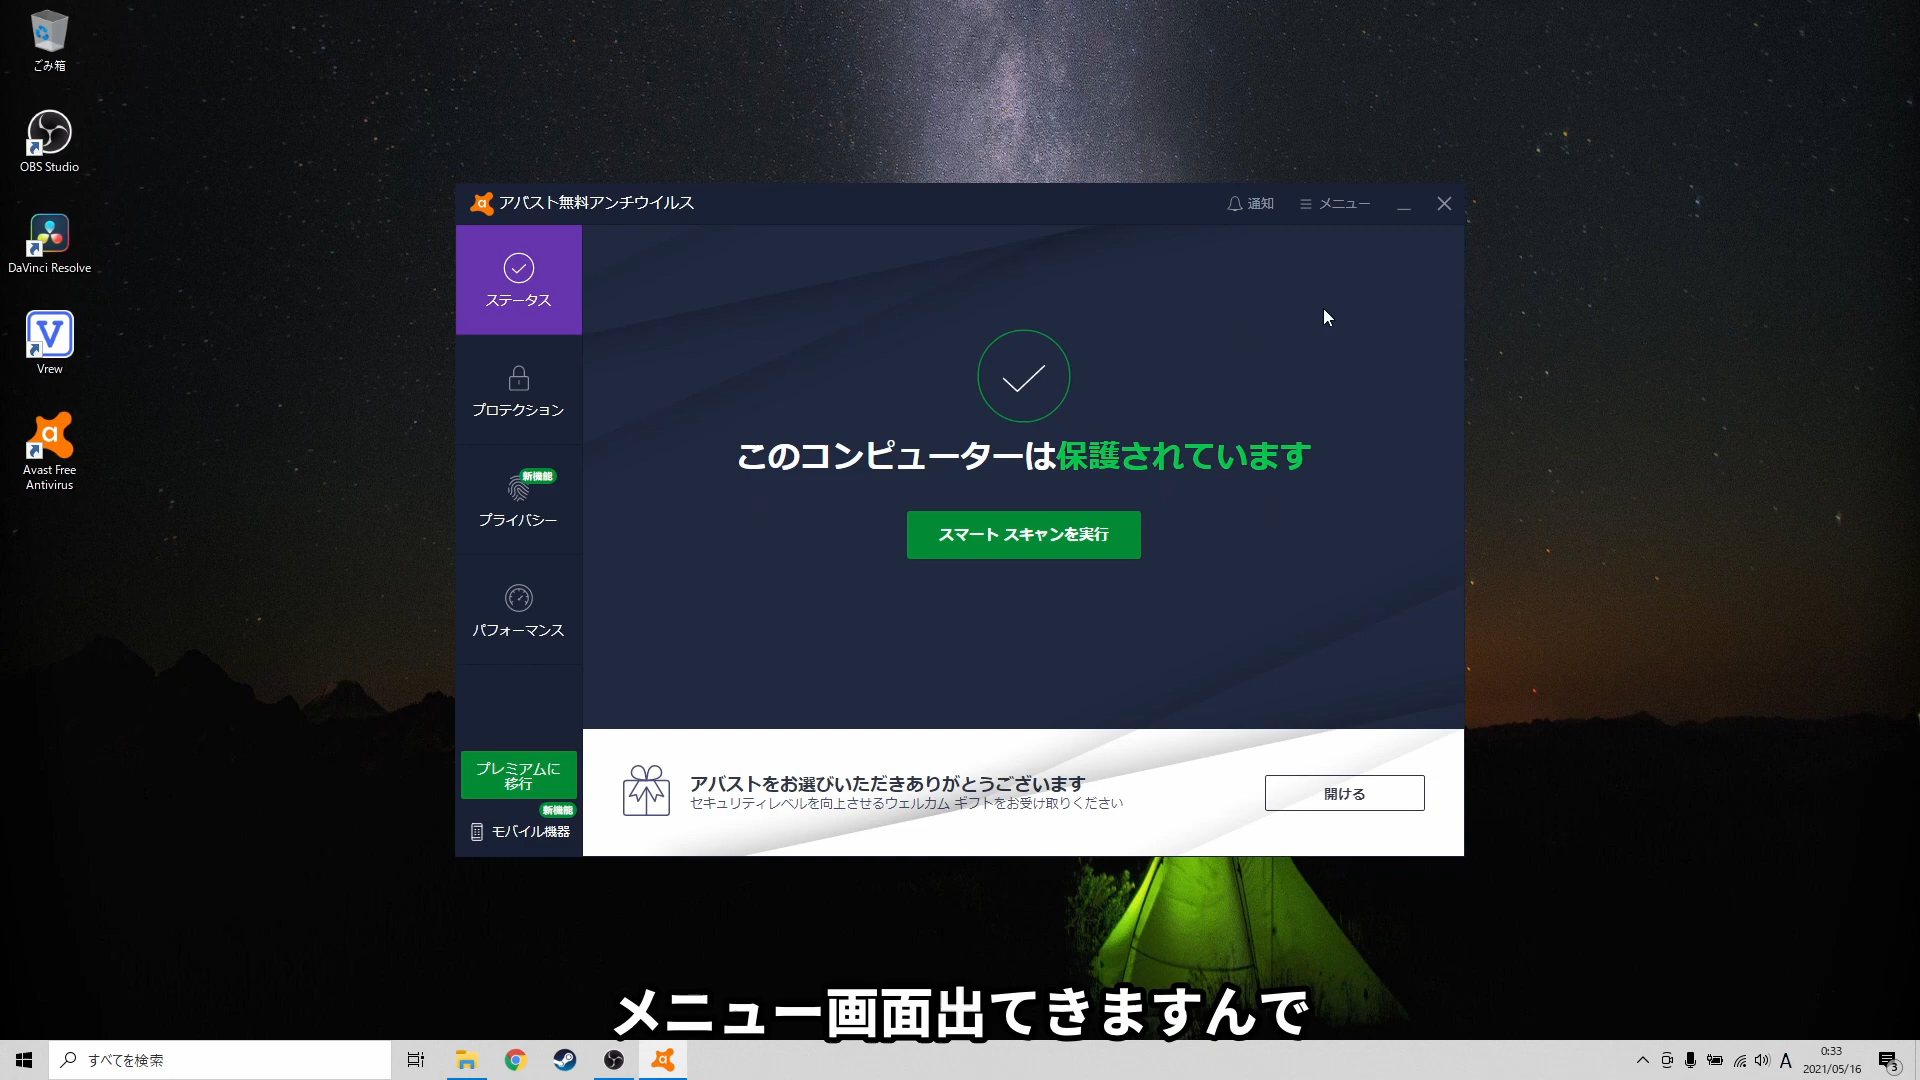 ごみ箱
OBS Studio
DaVinci Resolve
Vrew
Avast Free
Antivirus
アバスト無料アンチウイルス
通知
メニュー
ステータス
プロテクション
新機能
プライバシー
パフォーマンス
プレミアムに
移行
新機能
モバイル機器
このコンピューターは保護されています
スマート スキャンを実行
アバストをお選びいただきありがとうございます
セキュリティレベルを向上させるウェルカム ギフトをお受け取りください
開ける
メニュー画面出てきますんで
すべてを検索
A
0:33
2021/05/16
3